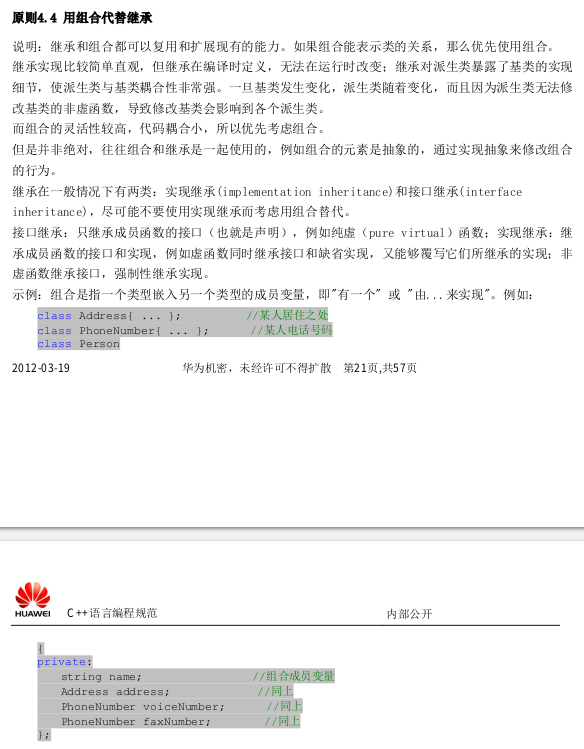 原则4.4 用组合代替继承
说明：继承和组合都可以复用和扩展现有的能力。如果组合能表示类的关系，那么优先使用组合。
继承实现比较简单直观，但继承在编译时定义，无法在运行时改变；继承对派生类暴露了基类的实现
细节，使派生类与基类耦合性非常强。一旦基类发生变化，派生类随着变化，而且因为派生类无法修
改基类的非虚函数，导致修改基类会影响到各个派生类。
而组合的灵活性较高，代码耦合小，所以优先考虑组合。
但是并非绝对，往往组合和继承是一起使用的，例如组合的元素是抽象的，通过实现抽象来修改组合
的行为。
继承在一般情况下有两类：实现继承(implementation inheritance)和接口继承(interface
inheritance)，尽可能不要使用实现继承而考虑用组合替代。
接口继承：只继承成员函数的接口（也就是声明），例如纯虚（pure virtual）函数；实现继承：继
承成员函数的接口和实现，例如虚函数同时继承接口和缺省实现，又能够覆写它们所继承的实现；非
虚函数继承接口，强制性继承实现。
示例：组合是指一个类型嵌入另一个类型的成员变量，即"有一个" 或 "由...来实现"。例如：
class Address{ ... }; //某人居住之处
class PhoneNumber{ ... }; //某人电话号码
class Person
2012-03-19 华为机密，未经许可不得扩散 第21页,共57页
HUAWEI C++语言编程规范 内部公开
{
private:
string name; //组合成员变量
Address address; //同上
PhoneNumber voiceNumber; //同上
PhoneNumber faxNumber; //同上
};